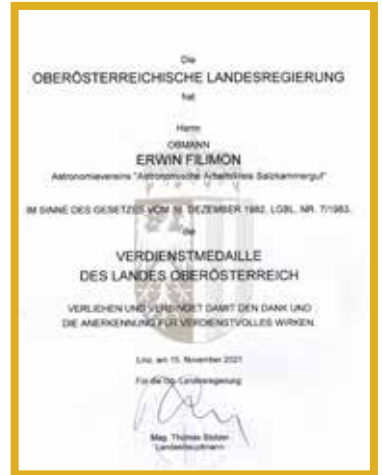 Die
OBERÖSTERREICHISCHE LANDESREGIERUNG
hat
Herrn
OBMANN
ERWIN FILIMON
Astronomievereins "Astronomischer Arbeitskreis Salzkammergut"
IM SINNE DES GESETZES VOM 16. DEZEMBER 1982, LGBL. NR. 7/1983,
die
VERDIENSTMEDAILLE
DES LANDES OBERÖSTERREICH
VERLIEHEN UND VERBINDET DAMIT DEN DANK UND
DIE ANERKENNUNG FÜR VERDIENSTVOLLES WIRKEN.
Linz, am 15. November 2021
Für die Oö. Landesregierung
Mag. Thomas Stelzer
Landeshauptmann